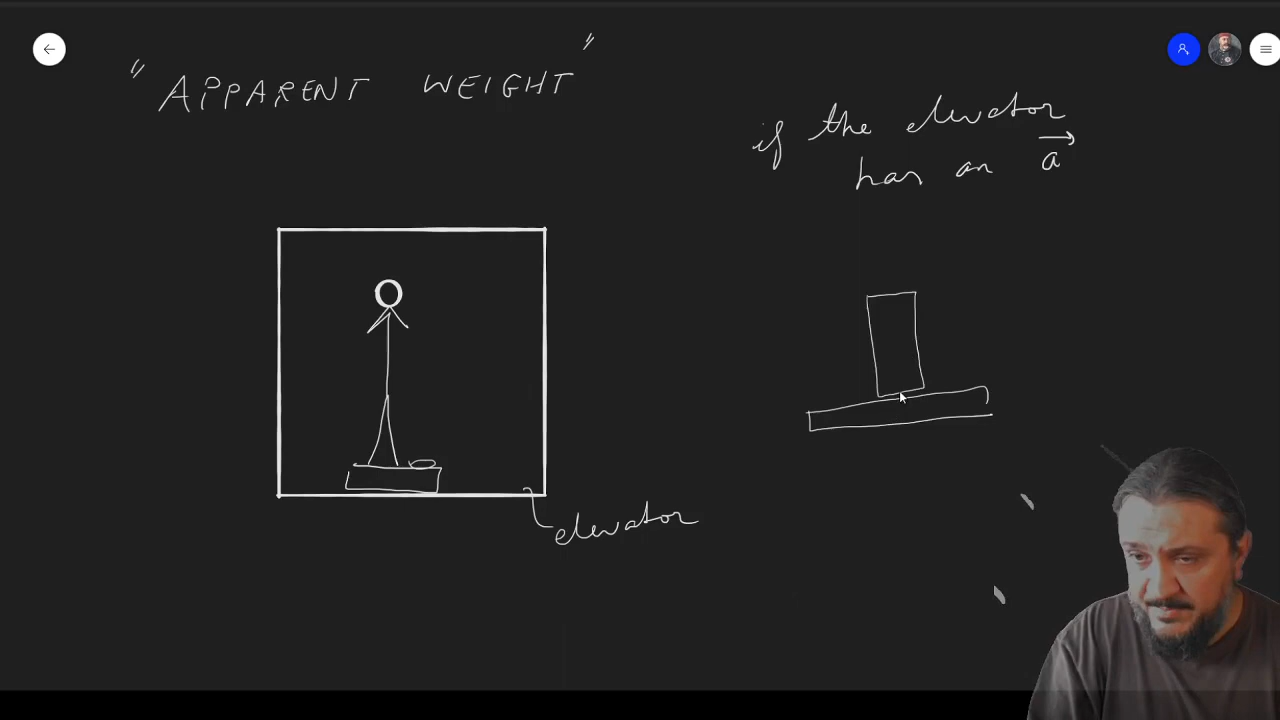 "APPARENT WEIGHT"
if the elevator
has an a
elevator